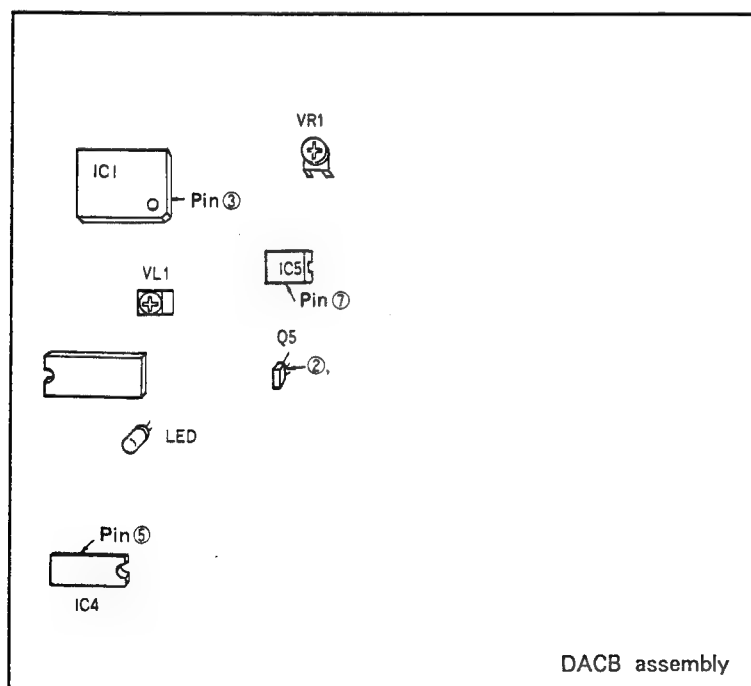 VR1
IC1
Pin③
IC5
VL1
Pin⑦
Q5
②,
LED
Pin⑤
IC4
DACB assembly